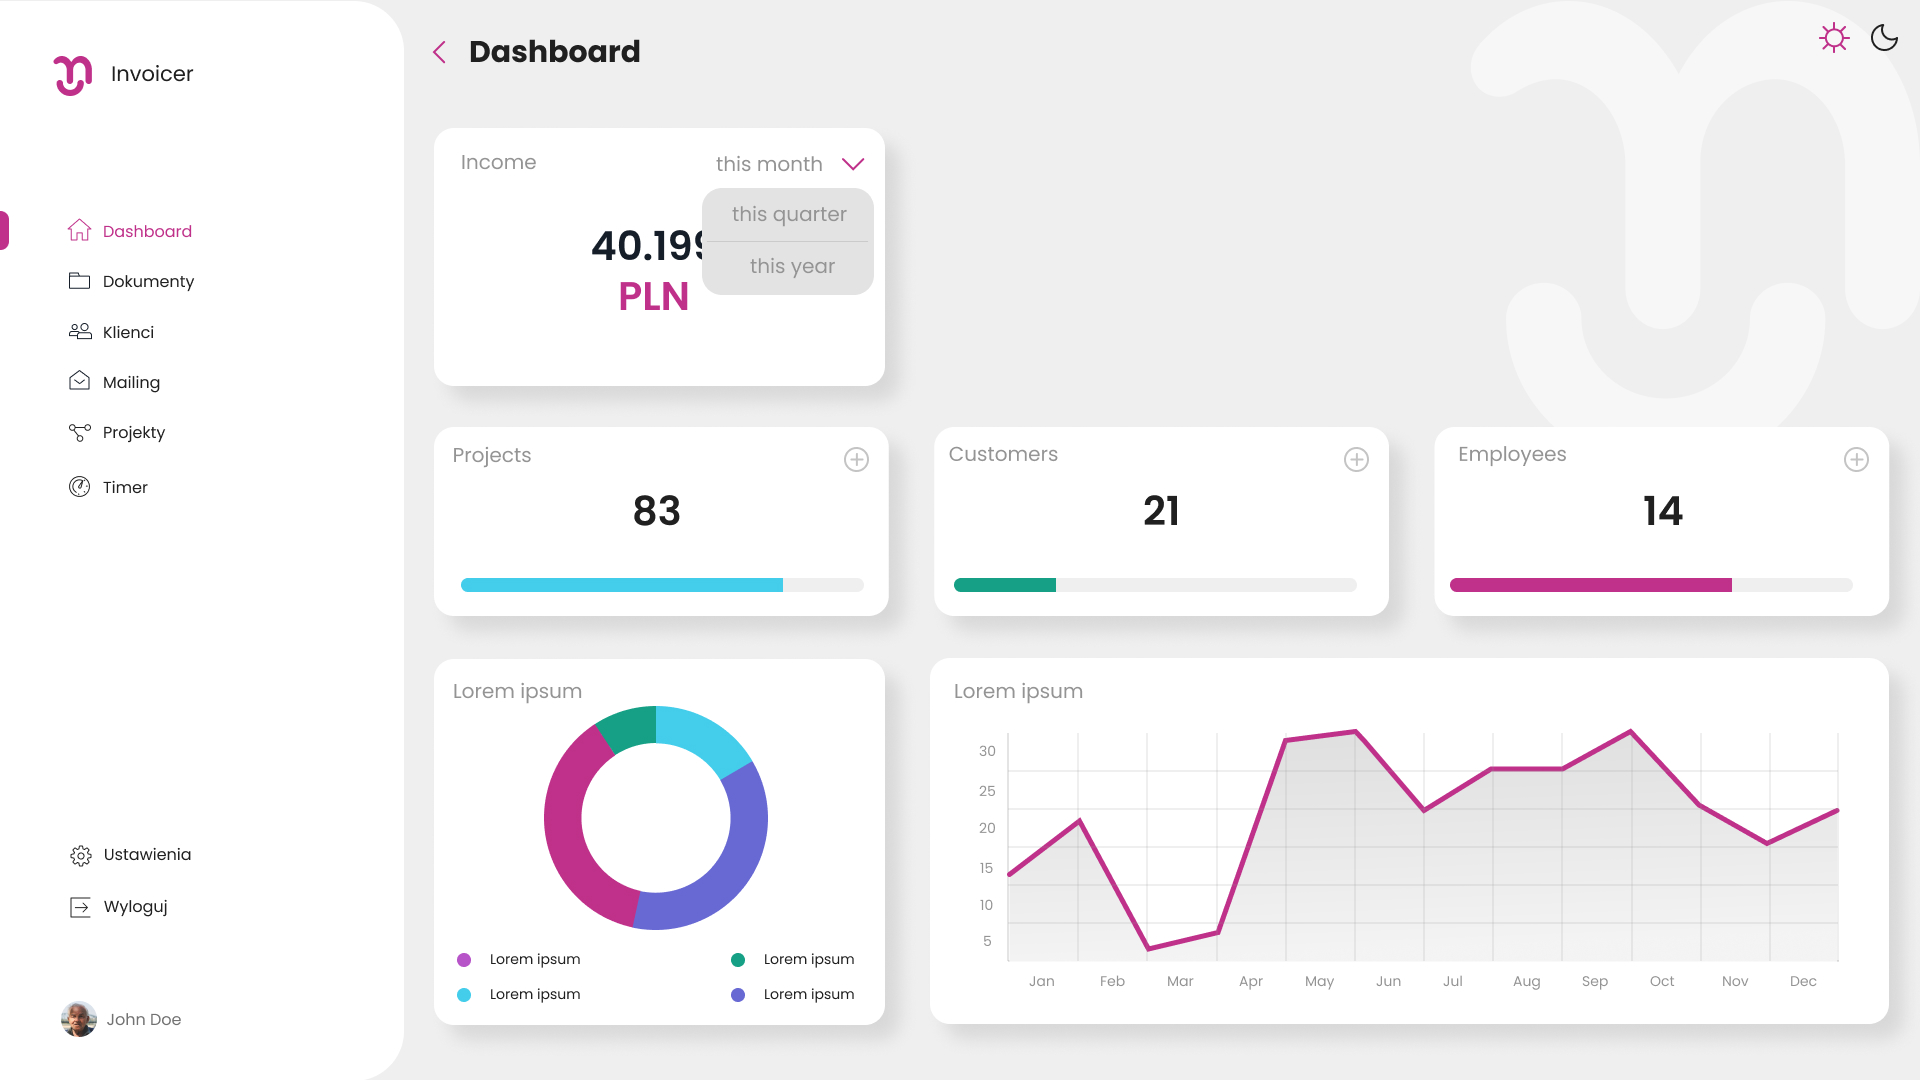 Invoicer
Dashboard
Dokumenty
Klienci
Mailing
Projekty
Timer
Ustawienia
Wyloguj
John Doe
Dashboard
Income
this month
this quarter
this year
40.199
PLN
Projects
83
Customers
21
Employees
14
Lorem ipsum
Lorem ipsum
Lorem ipsum
Lorem ipsum
Lorem ipsum
Lorem ipsum
30
25
20
15
10
5
Jan Feb Mar Apr May Jun Jul Aug Sep Oct Nov Dec